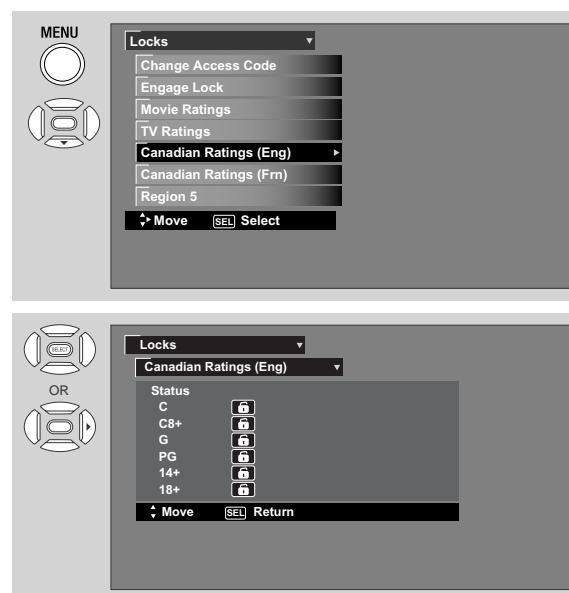 MENU
Locks
Change Access Code
Engage Lock
Movie Ratings
TV Ratings
Canadian Ratings (Eng)
Canadian Ratings (Frn)
Region 5
Move SEL Select
SELECT
OR
Locks
Canadian Ratings (Eng)
Status
C
C8+
G
PG
14+
18+
Move SEL Return